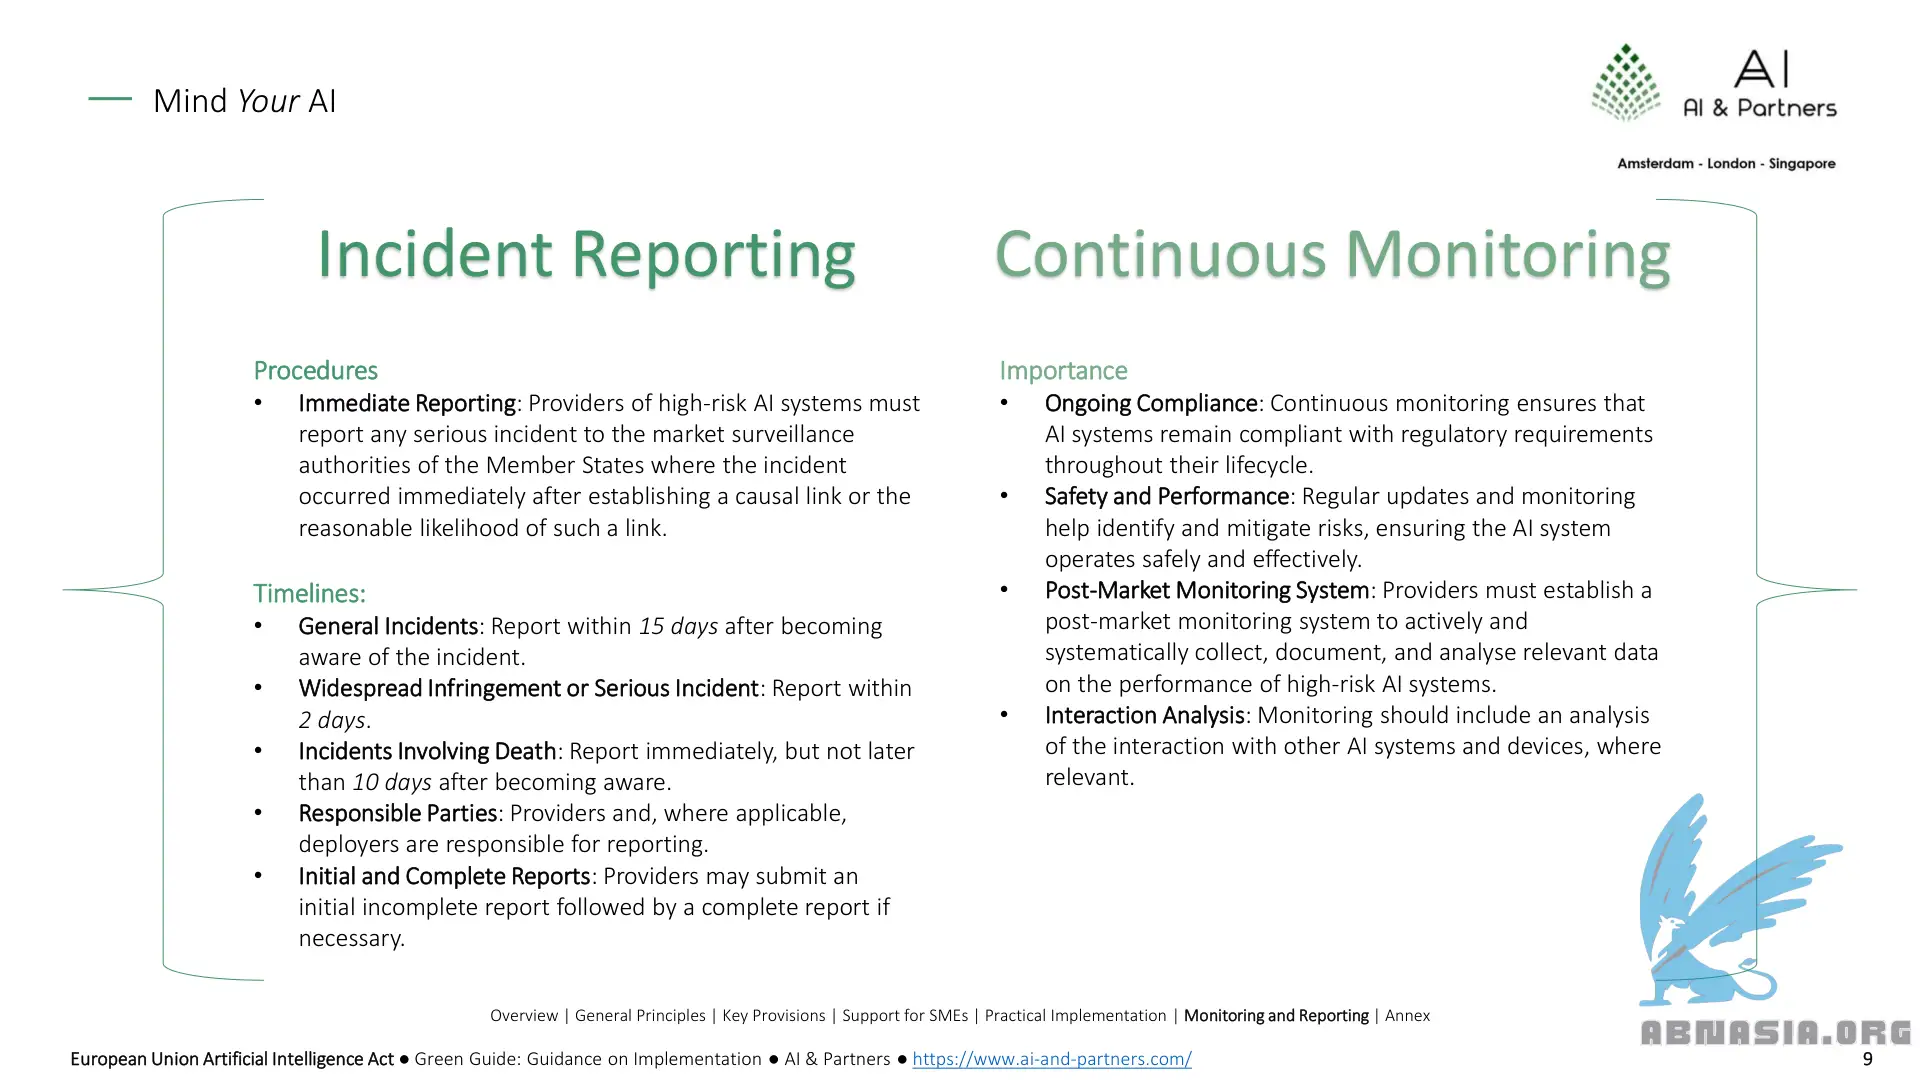 Mind Your AI
AI
AI & Partners
Amsterdam - London - Singapore
Incident Reporting
Procedures
• Immediate Reporting: Providers of high-risk AI systems must
report any serious incident to the market surveillance
authorities of the Member States where the incident
occurred immediately after establishing a causal link or the
reasonable likelihood of such a link.
Timelines:
• General Incidents: Report within 15 days after becoming
aware of the incident.
• Widespread Infringement or Serious Incident: Report within
2 days.
• Incidents Involving Death: Report immediately, but not later
than 10 days after becoming aware.
• Responsible Parties: Providers and, where applicable,
deployers are responsible for reporting.
• Initial and Complete Reports: Providers may submit an
initial incomplete report followed by a complete report if
necessary.
Continuous Monitoring
Importance
• Ongoing Compliance: Continuous monitoring ensures that
AI systems remain compliant with regulatory requirements
throughout their lifecycle.
• Safety and Performance: Regular updates and monitoring
help identify and mitigate risks, ensuring the AI system
operates safely and effectively.
• Post-Market Monitoring System: Providers must establish a
post-market monitoring system to actively and
systematically collect, document, and analyse relevant data
on the performance of high-risk AI systems.
• Interaction Analysis: Monitoring should include an analysis
of the interaction with other AI systems and devices, where
relevant.
Overview | General Principles | Key Provisions | Support for SMEs | Practical Implementation | Monitoring and Reporting | Annex
ABNASIA.ORG
European Union Artificial Intelligence Act ● Green Guide: Guidance on Implementation ● AI & Partners ● https://www.ai-and-partners.com/
9